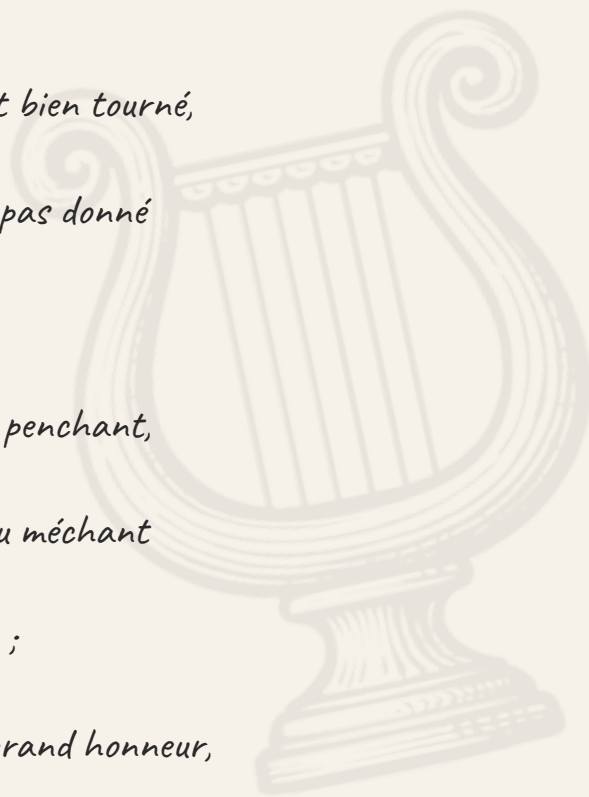 t bien tourné,
pas donné
penchant,
u méchant
;
rand honneur,